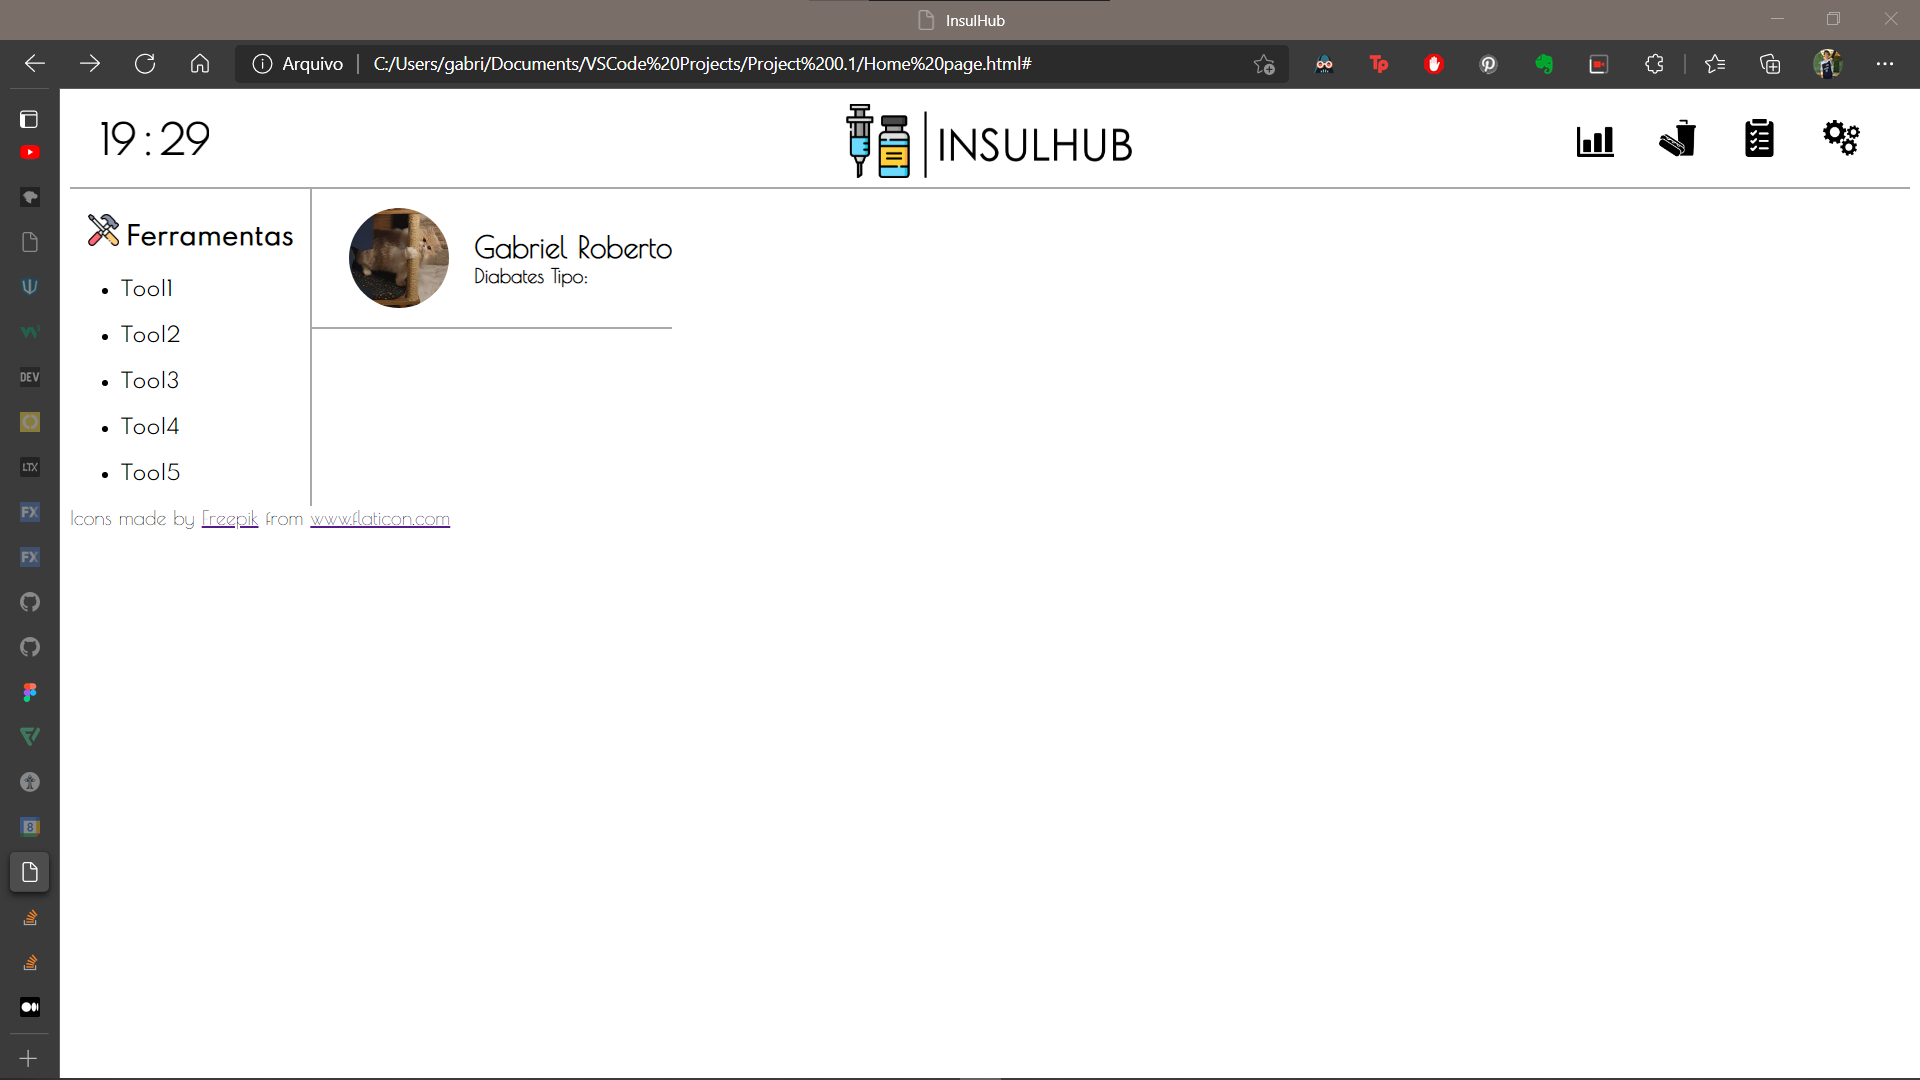 InsulHub
Arquivo
C:/Users/gabri/Documents/VSCode%20Projects/Project%200.1/Home%20page.html#
Tp
19:29
INSULHUB
Ferramentas
Gabriel Roberto
Diabates Tipo:
Tool1
Tool2
Tool3
Tool4
Tool5
Icons made by Freepik from www.flaticon.com
DEV
LTX
FX
FX
8